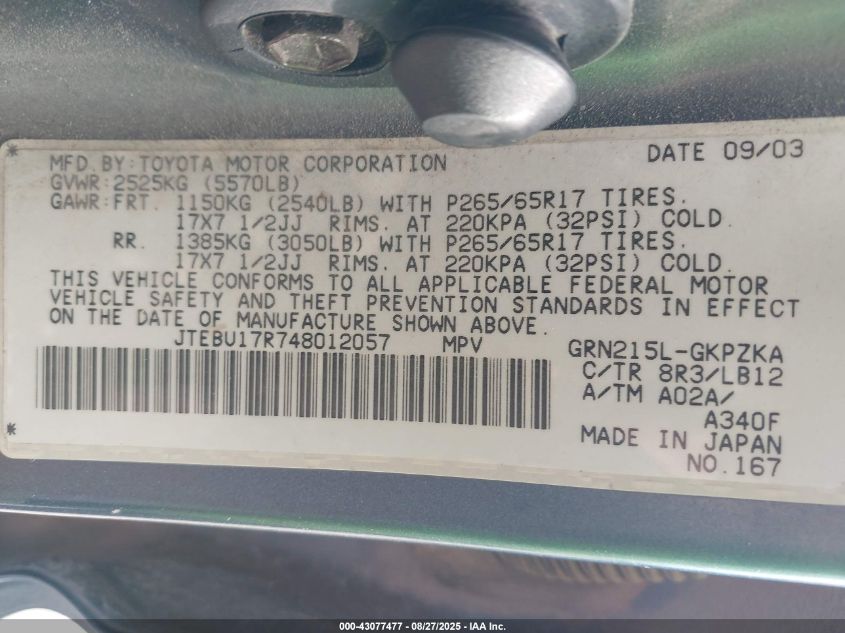 MFD. BY: TOYOTA MOTOR CORPORATION DATE 09/03
GVWR: 2525KG (5570LB)
GAWR: FRT. 1150KG (2540LB) WITH P265/65R17 TIRES.
17X7 1/2JJ RIMS. AT 220KPA (32PSI) COLD.
RR. 1385KG (3050LB) WITH P265/65R17 TIRES.
17X7 1/2JJ RIMS. AT 220KPA (32PSI) COLD.
THIS VEHICLE CONFORMS TO ALL APPLICABLE FEDERAL MOTOR
VEHICLE SAFETY AND THEFT PREVENTION STANDARDS IN EFFECT
ON THE DATE OF MANUFACTURE SHOWN ABOVE.
JTEBU17R748012057 MPV GRN215L-GKPZKA
C/TR 8R3/LB12
A/TM A02A/
A340F
MADE IN JAPAN
NO.167
000-43077477 - 08/27/2025 - IAA Inc.